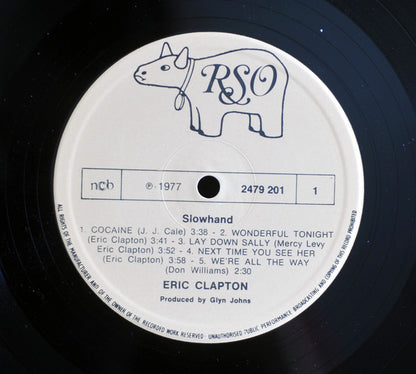 RSO
ncb ℗ 1977 2479 201 1
Slowhand
1. COCAINE (J. J. Cale) 3:38 - 2. WONDERFUL TONIGHT
(Eric Clapton) 3:41 - 3. LAY DOWN SALLY (Mercy Levy
Eric Clapton) 3:52 - 4. NEXT TIME YOU SEE HER
(Eric Clapton) 3:58 - 5. WE'RE ALL THE WAY
(Don Williams) 2:30
ERIC CLAPTON
Produced by Glyn Johns
ALL RIGHTS OF THE MANUFACTURER AND OF THE OWNER OF THE RECORDED WORK RESERVED - UNAUTHORISED PUBLIC PERFORMANCE BROADCASTING AND COPYING OF THIS RECORD PROHIBITED